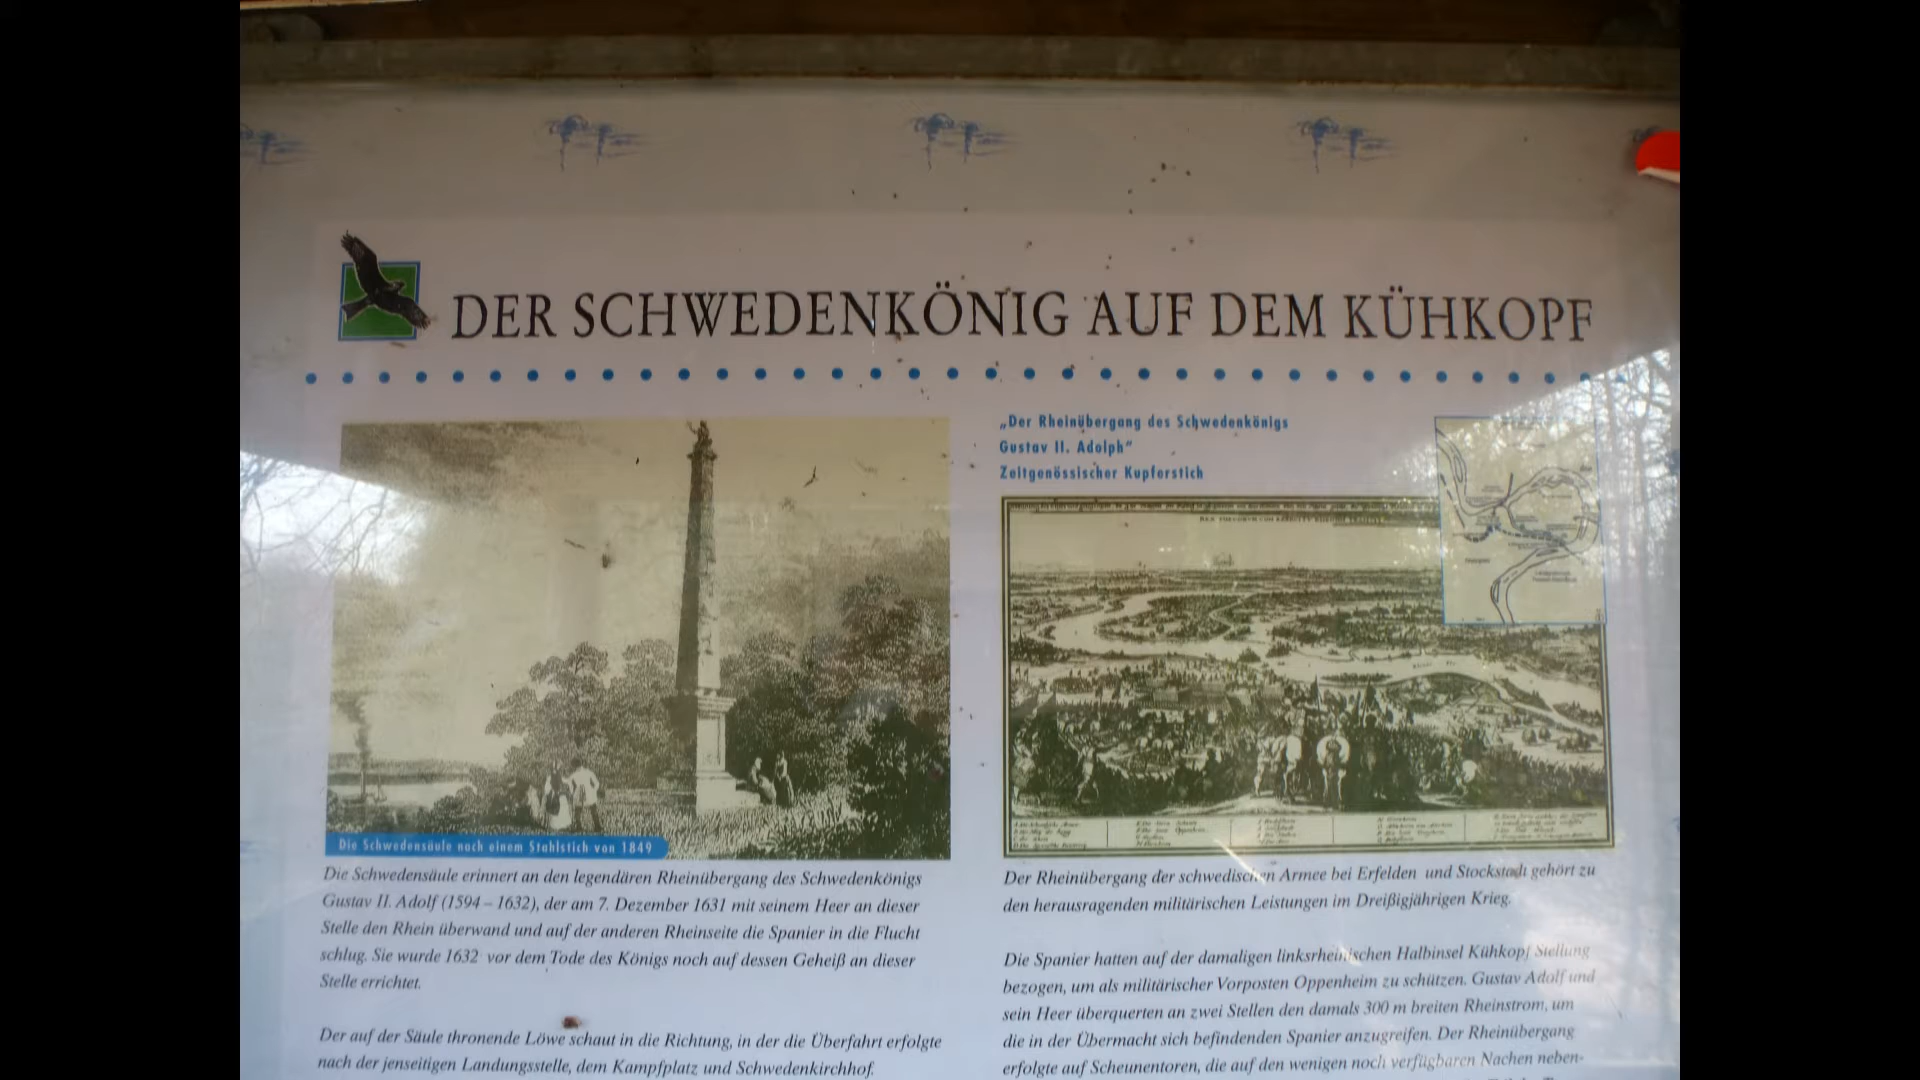 DER SCHWEDENKÖNIG AUF DEM KÜHKOPF
Die Schwedensäule nach einem Stahlstich von 1849
Die Schwedensäule erinnert an den legendären Rheinübergang des Schwedenkönigs
Gustav II. Adolf (1594 – 1632), der am 7. Dezember 1631 mit seinem Heer an dieser
Stelle den Rhein überwand und auf der anderen Rheinseite die Spanier in die Flucht
schlug. Sie wurde 1632 vor dem Tode des Königs noch auf dessen Geheiß an dieser
Stelle errichtet.
Der auf der Säule thronende Löwe schaut in die Richtung, in der die Überfahrt erfolgte
nach der jenseitigen Landungsstelle, dem Kampfplatz und Schwedenkirchhof.
„Der Rheinübergang des Schwedenkönigs
Gustav II. Adolph“
Zeitgenössischer Kupferstich
Der Rheinübergang der schwedischen Armee bei Erfelden und Stockstadt gehört zu
den herausragenden militärischen Leistungen im Dreißigjährigen Krieg.
Die Spanier hatten auf der damaligen linksrheinischen Halbinsel Kühkopf Stellung
bezogen, um als militärischer Vorposten Oppenheim zu schützen. Gustav Adolf und
sein Heer überquerten an zwei Stellen den damals 300 m breiten Rheinstrom, um
die in der Übermacht sich befindenden Spanier anzugreifen. Der Rheinübergang
erfolgte auf Scheunentoren, die auf den wenigen noch verfügbaren Nachen neben-